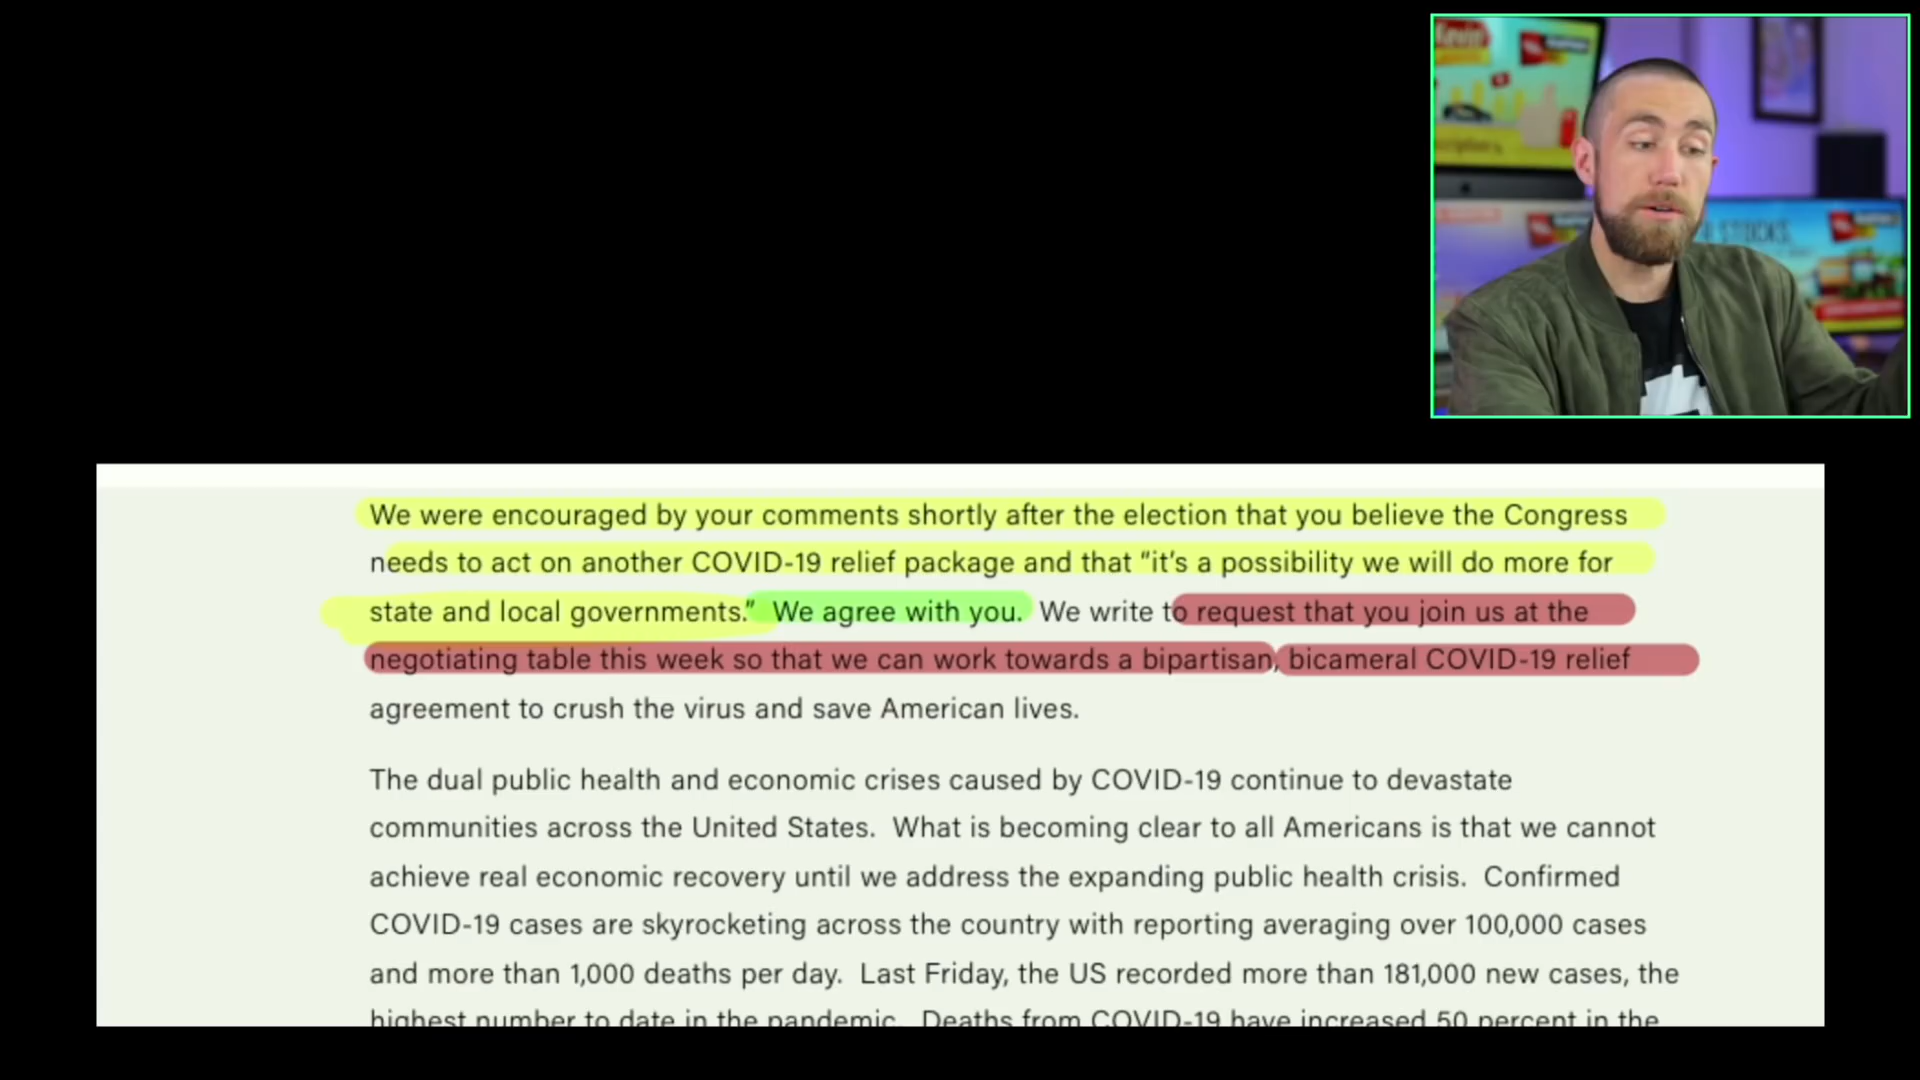 Kevin
4 STOCKS
We were encouraged by your comments shortly after the election that you believe the Congress
needs to act on another COVID-19 relief package and that “it’s a possibility we will do more for
state and local governments.”  We agree with you.  We write to request that you join us at the
negotiating table this week so that we can work towards a bipartisan, bicameral COVID-19 relief
agreement to crush the virus and save American lives.
The dual public health and economic crises caused by COVID-19 continue to devastate
communities across the United States.  What is becoming clear to all Americans is that we cannot
achieve real economic recovery until we address the expanding public health crisis.  Confirmed
COVID-19 cases are skyrocketing across the country with reporting averaging over 100,000 cases
and more than 1,000 deaths per day.  Last Friday, the US recorded more than 181,000 new cases, the
highest number to date in the pandemic.  Deaths from COVID-19 have increased 50 percent in the